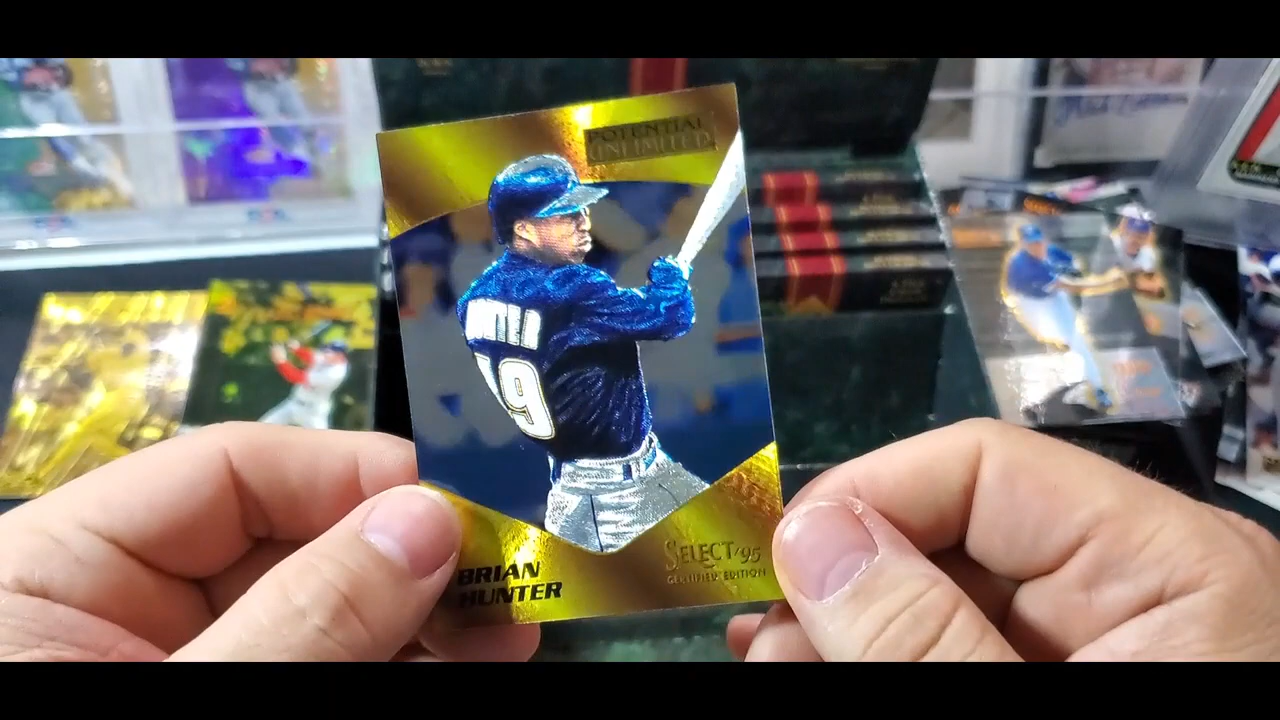 POTENTIAL
UNLIMITED
19
SELECT '95
CERTIFIED EDITION
BRIAN
HUNTER